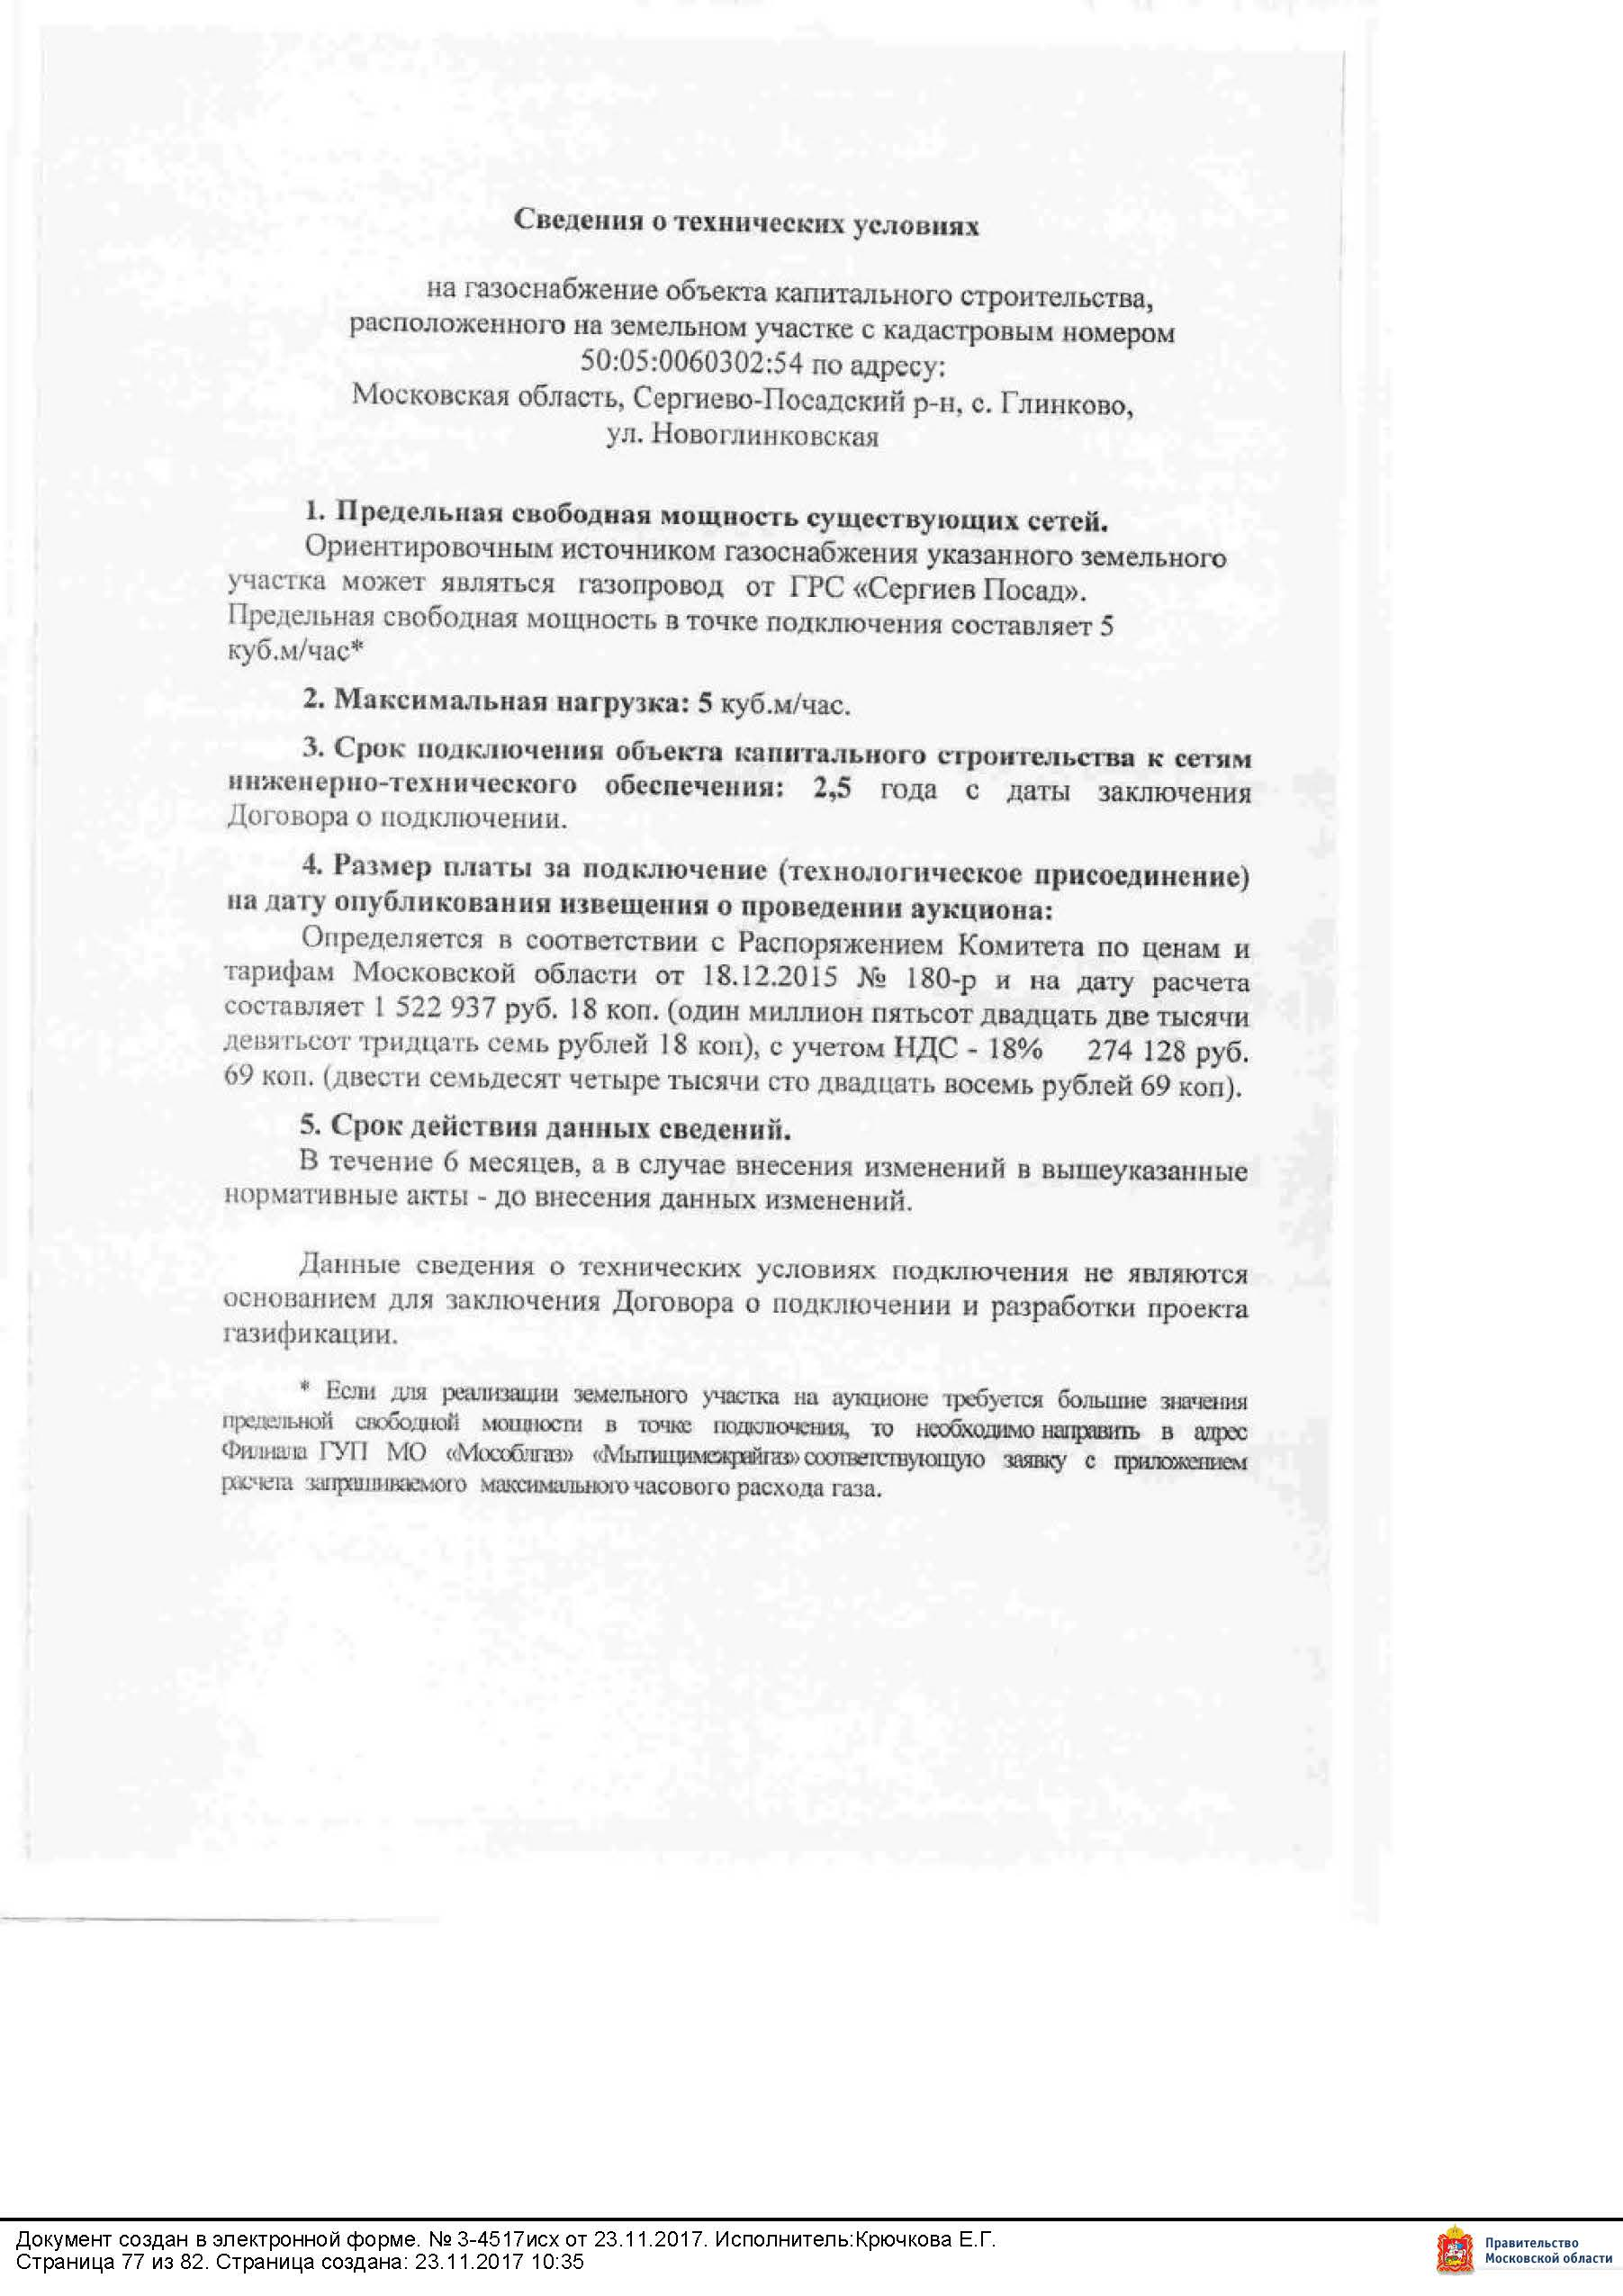 Сведения о технических условиях
на газоснабжение объекта капитального строительства,
расположенного на земельном участке с кадастровым номером
50:05:0060302:54 по адресу:
Московская область, Сергиево-Посадский р-н, с. Глинково,
ул. Новоглинковская
1. Предельная свободная мощность существующих сетей.
Ориентировочным источником газоснабжения указанного земельного
участка может являться газопровод от ГРС «Сергиев Посад».
Предельная свободная мощность в точке подключения составляет 5
куб.м/час*
2. Максимальная нагрузка: 5 куб.м/час.
3. Срок подключения объекта капитального строительства к сетям
инженерно-технического обеспечения: 2,5 года с даты заключения
Договора о подключении.
4. Размер платы за подключение (технологическое присоединение)
на дату опубликования извещения о проведении аукциона:
Определяется в соответствии с Распоряжением Комитета по ценам и
тарифам Московской области от 18.12.2015 № 180-р и на дату расчета
составляет 1 522 937 руб. 18 коп. (один миллион пятьсот двадцать две тысячи
девятьсот тридцать семь рублей 18 коп), с учетом НДС - 18% 274 128 руб.
69 коп. (двести семьдесят четыре тысячи сто двадцать восемь рублей 69 коп).
5. Срок действия данных сведений.
В течение 6 месяцев, а в случае внесения изменений в вышеуказанные
нормативные акты - до внесения данных изменений.
Данные сведения о технических условиях подключения не являются
основанием для заключения Договора о подключении и разработки проекта
газификации.
* Если для реализации земельного участка на аукционе требуется большие значения
предельной свободной мощности в точке подключения, то необходимо направить в адрес
Филиала ГУП МО «Мособлгаз» «Мытищимежрайгаз» соответствующую заявку с приложением
расчета запрашиваемого максимального часового расхода газа.
Документ создан в электронной форме. № 3-4517исх от 23.11.2017. Исполнитель:Крючкова Е.Г.
Страница 77 из 82. Страница создана: 23.11.2017 10:35
Правительство
Московской области